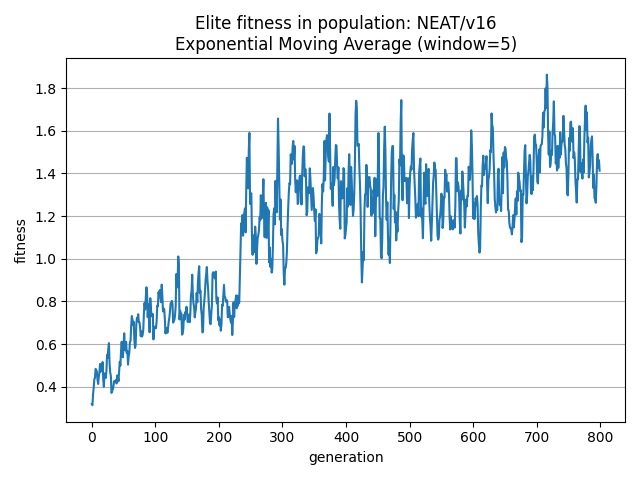 Elite fitness in population: NEAT/v16
Exponential Moving Average (window=5)
1.8
1.6
1.4
1.2
1.0
0.8
0.6
0.4
fitness
0 100 200 300 400 500 600 700 800
generation